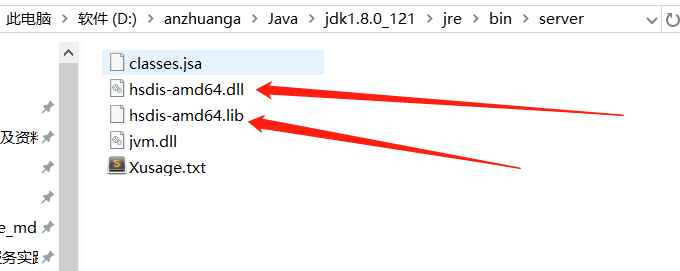 此电脑 > 软件 (D:) > anzhuanga > Java > jdk1.8.0_121 > jre > bin > server
classes.jsa
hsdis-amd64.dll
hsdis-amd64.lib
及资料
jvm.dll
Xusage.txt
e_md
服务实践